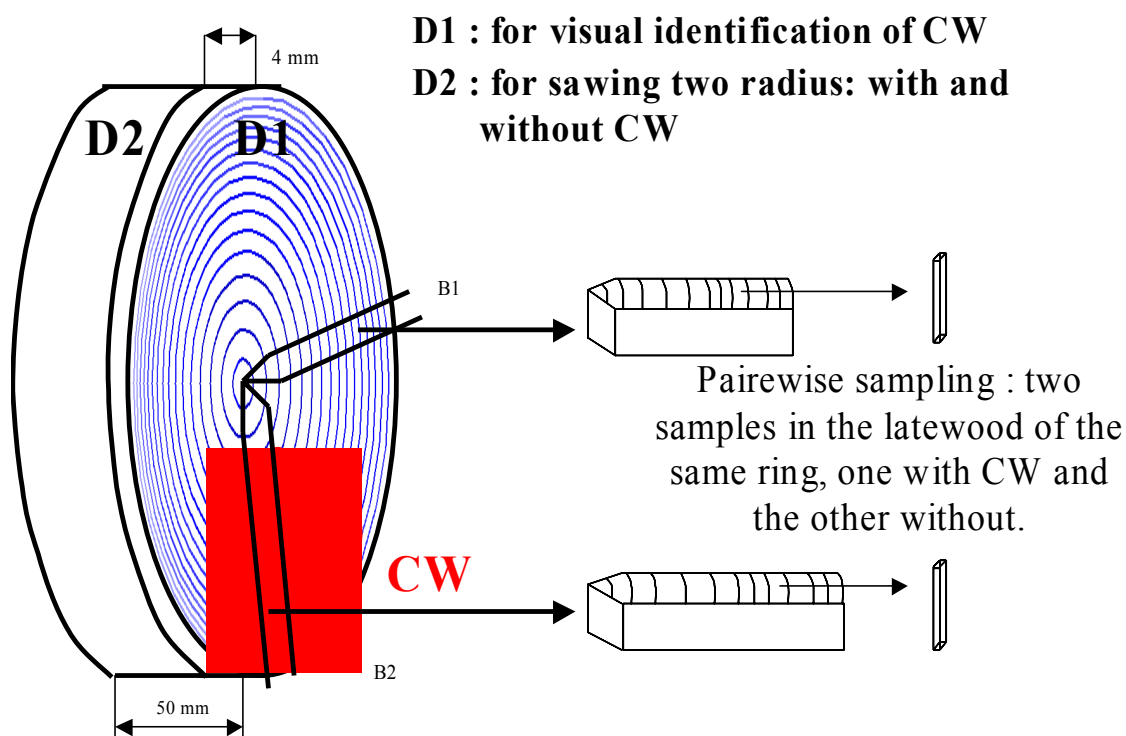 D1 : for visual identification of CW
4 mm
D2 : for sawing two radius: with and
without CW
D2
D1
B1
Pairewise sampling : two
samples in the latewood of the
same ring, one with CW and
the other without.
CW
B2
50 mm